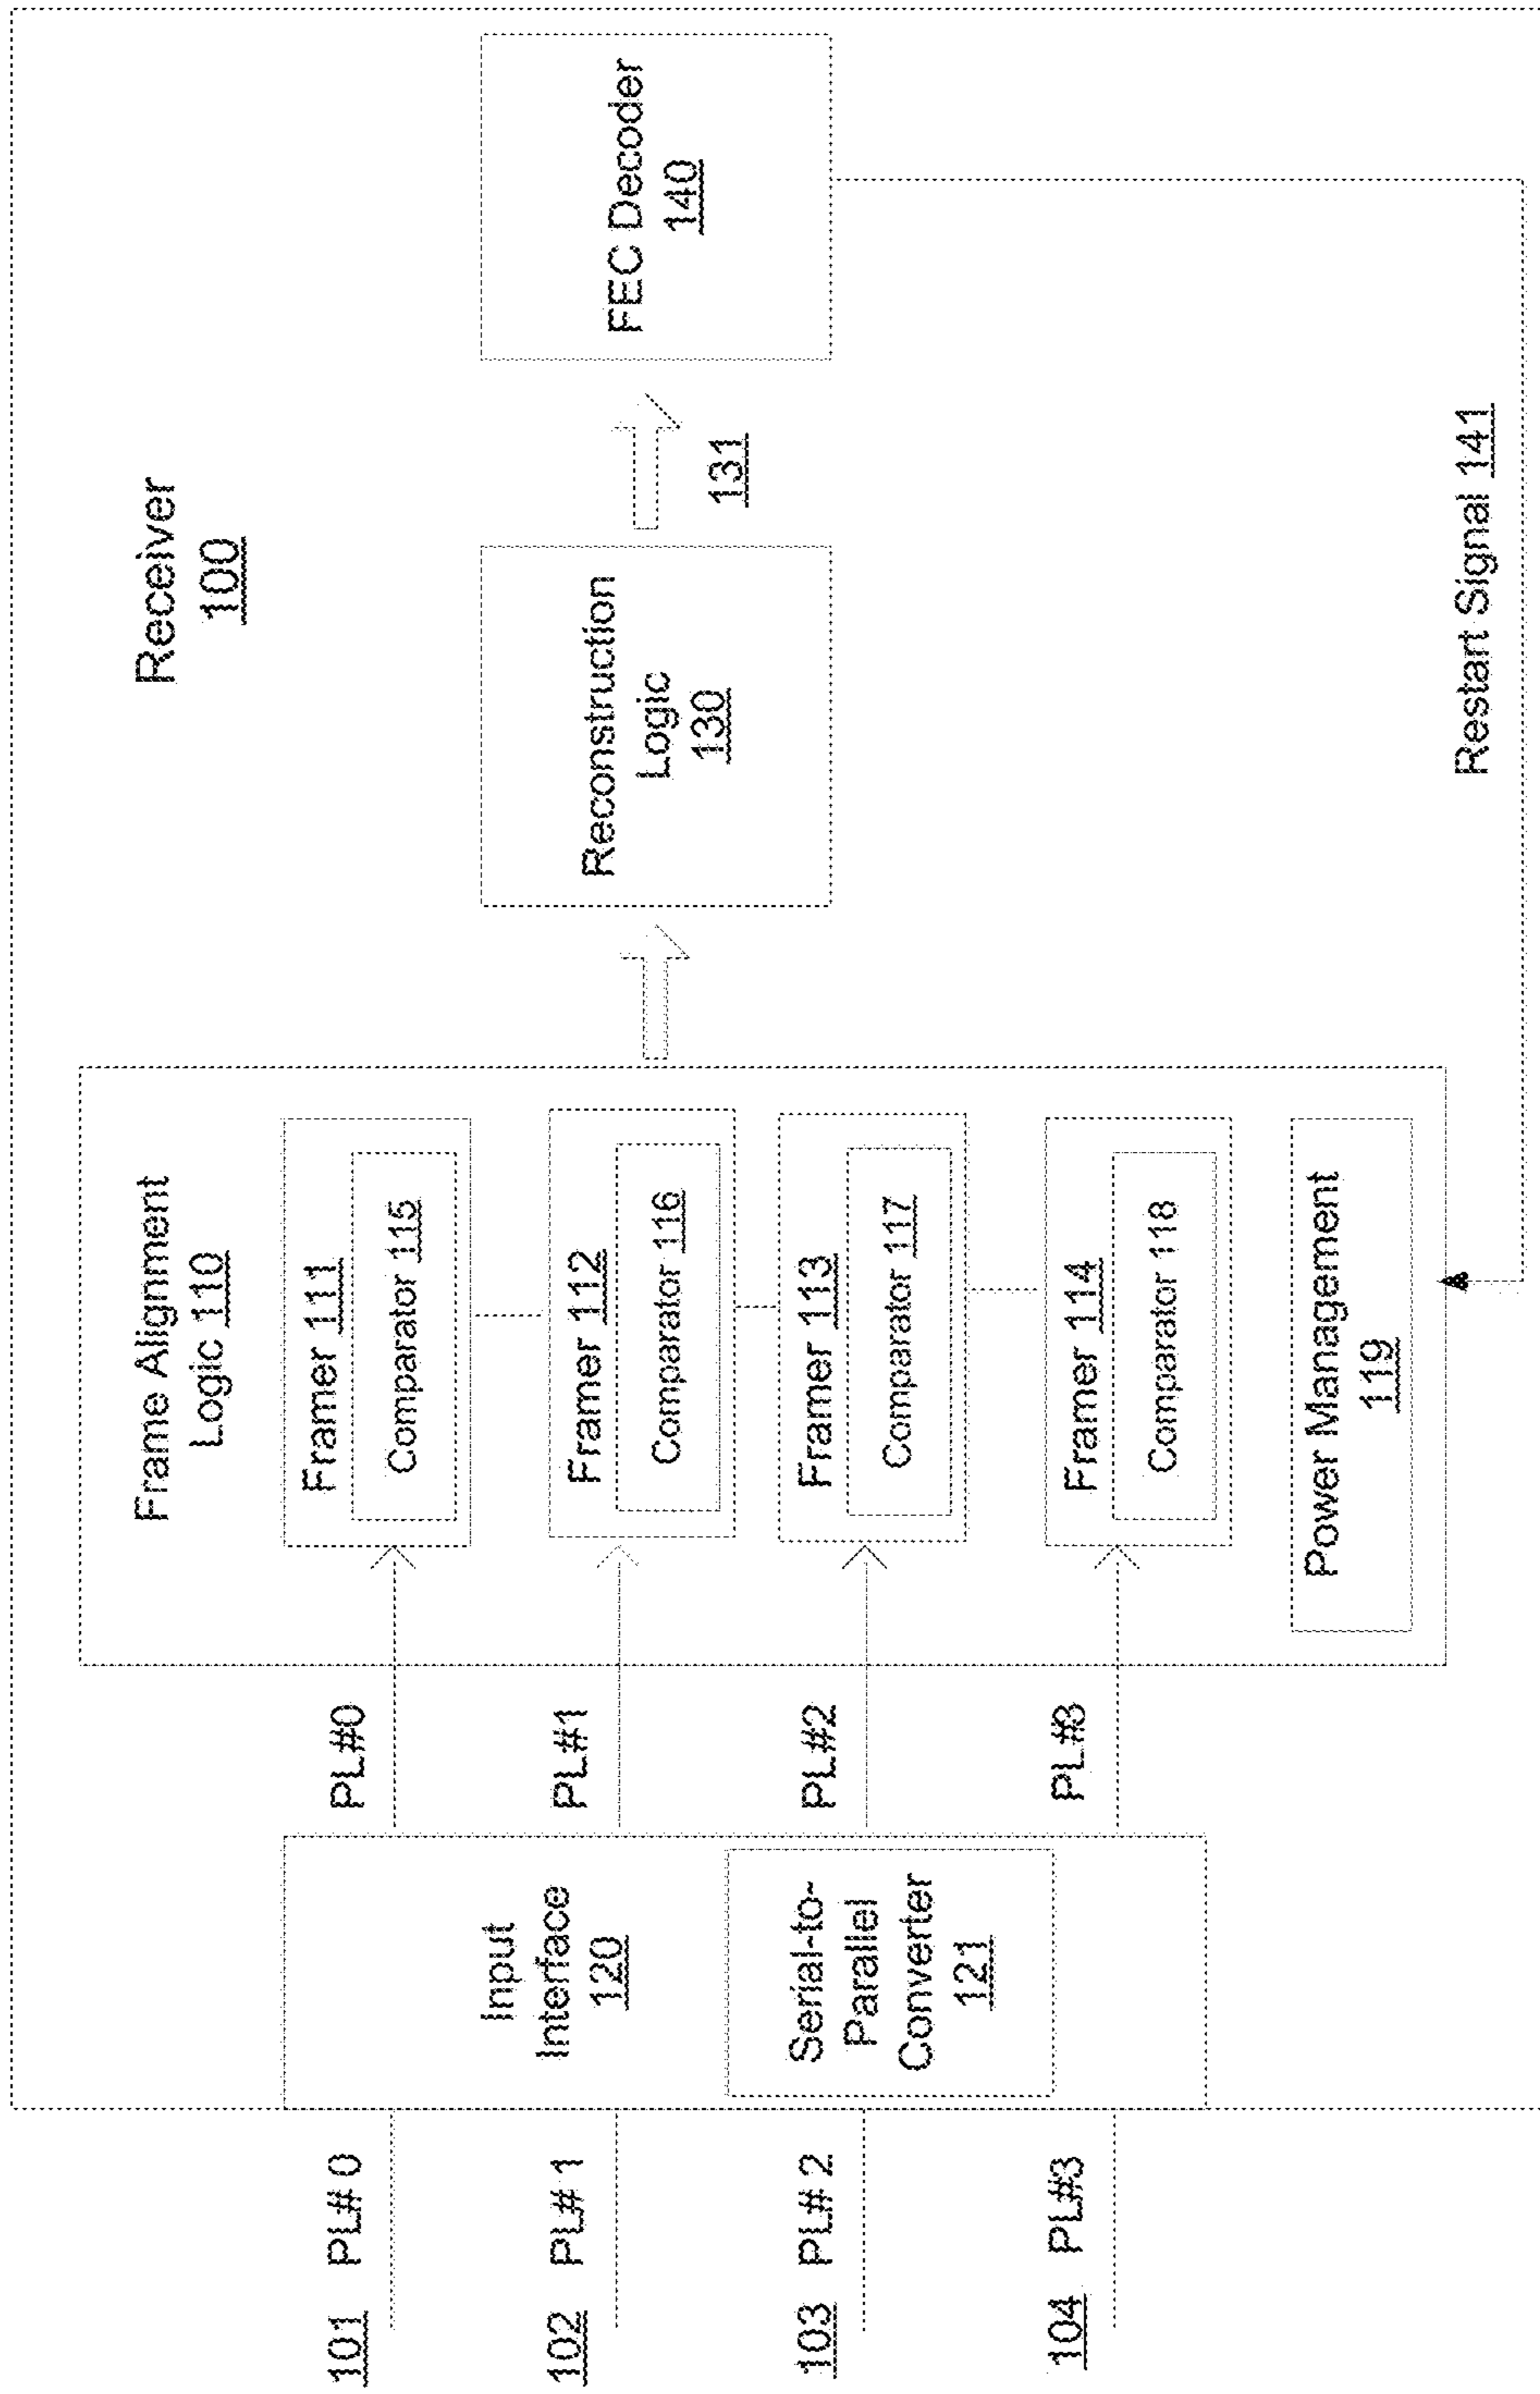 Receiver
100
101 PL# 0
102 PL# 1
103 PL# 2
104 PL#3
Input
Interface
120
Serial-to-
Parallel
Converter
121
PL#0
PL#1
PL#2
PL#3
Frame Alignment
Logic 110
Framer 111
Comparator 115
Framer 112
Comparator 116
Framer 113
Comparator 117
Framer 114
Comparator 118
Power Management
119
Reconstruction
Logic
130
131
FEC Decoder
140
Restart Signal 141